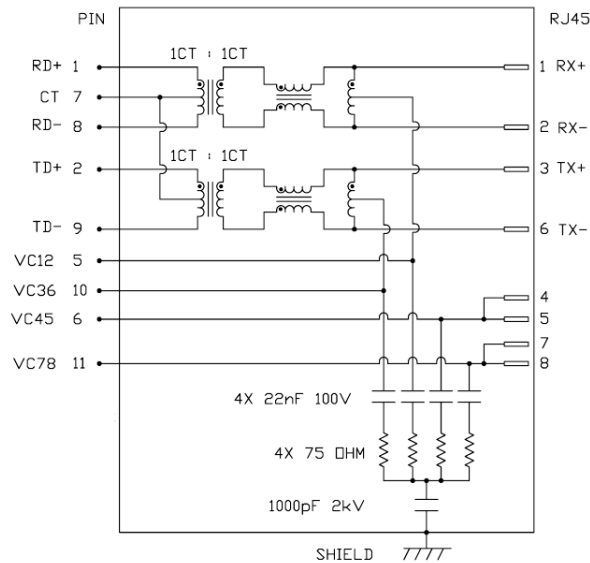 PIN RJ45
1CT : 1CT
RD+ 1 1 RX+
CT 7
RD- 8 2 RX-
1CT : 1CT
TD+ 2 3 TX+
TD- 9 6 TX-
VC12 5
VC36 10
4
VC45 6 5
7
VC78 11 8
4X 22nF 100V
4X 75 OHM
1000pF 2kV
SHIELD